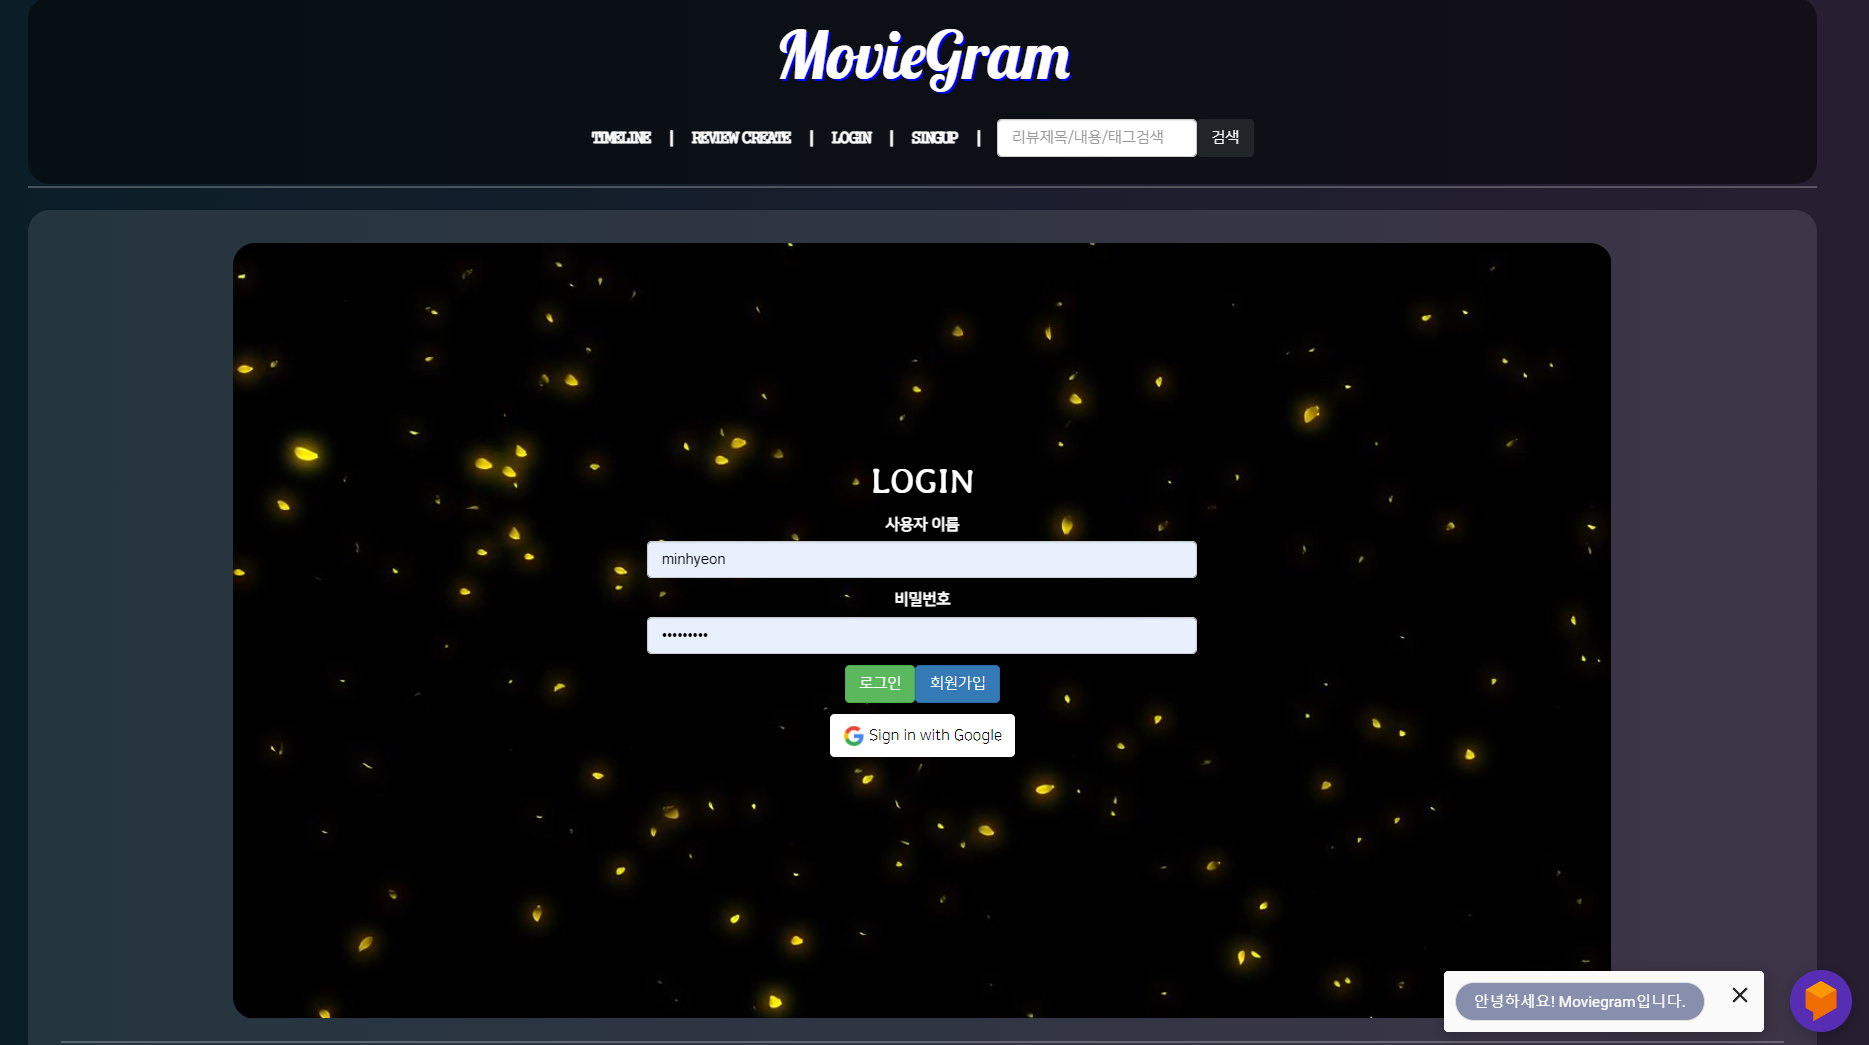 MovieGram
TIMELINE | REVIEW CREATE | LOGIN | SINGUP | 리뷰제목/내용/태그검색 검색
LOGIN
사용자 이름
minhyeon
비밀번호
•••••••••
로그인 회원가입
Sign in with Google
안녕하세요! Moviegram입니다.